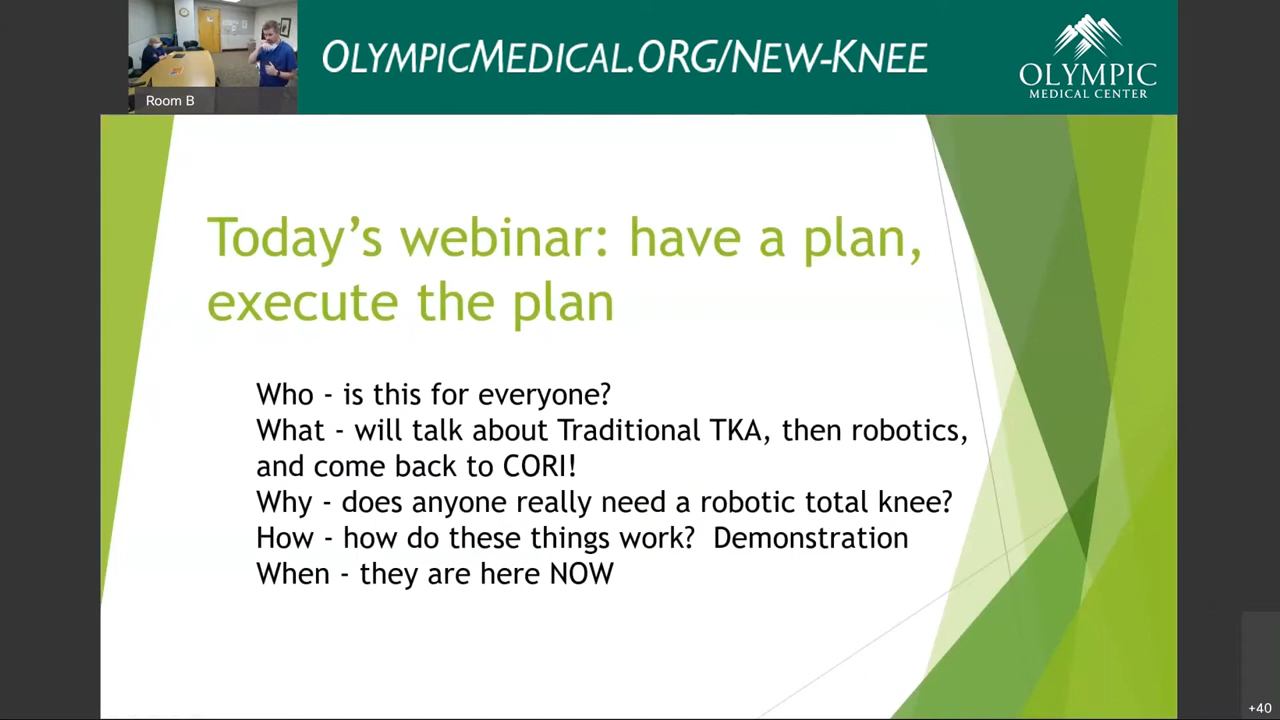 Room B
OLYMPICMEDICAL.ORG/NEW-KNEE
OLYMPIC
MEDICAL CENTER
Today's webinar: have a plan,
execute the plan
Who - is this for everyone?
What - will talk about Traditional TKA, then robotics,
and come back to CORI!
Why - does anyone really need a robotic total knee?
How - how do these things work?  Demonstration
When - they are here NOW
+40